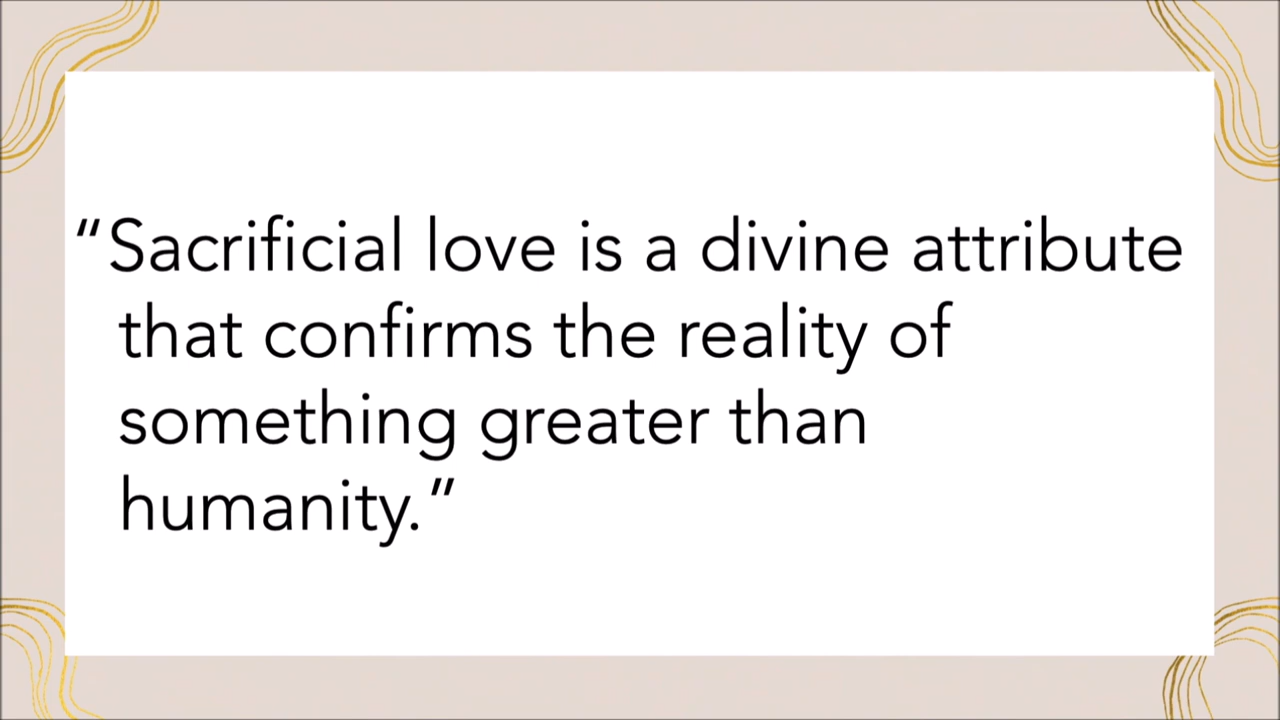 “Sacrificial love is a divine attribute
that confirms the reality of
something greater than
humanity.”